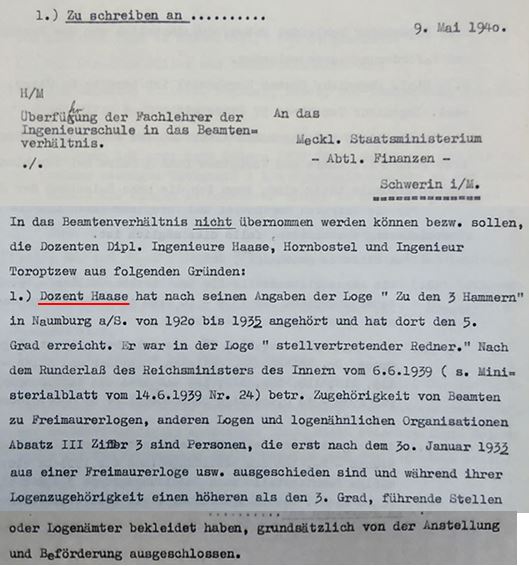 1.) Zu schreiben an ..........
9. Mai 1940.
H/M
Überführung der Fachlehrer der
Ingenieurschule in das Beamten=
verhältnis.
./.
An das
Meckl. Staatsministerium
- Abtl. Finanzen -
Schwerin i/M.
In das Beamtenverhältnis nicht übernommen werden können bezw. sollen,
die Dozenten Dipl. Ingenieure Haase, Hornbostel und Ingenieur
Toroptzew aus folgenden Gründen:
1.) Dozent Haase hat nach seinen Angaben der Loge " Zu den 3 Hammern"
in Naumburg a/S. von 1920 bis 1935 angehört und hat dort den 5.
Grad erreicht. Er war in der Loge " stellvertretender Redner." Nach
dem Runderlaß des Reichsministers des Innern vom 6.6.1939 ( s. Mini=
sterialblatt vom 14.6.1939 Nr. 24) betr. Zugehörigkeit von Beamten
zu Freimaurerlogen, anderen Logen und logenähnlichen Organisationen
Absatz III Ziffer 3 sind Personen, die erst nach dem 30. Januar 1933
aus einer Freimaurerloge usw. ausgeschieden sind und während ihrer
Logenzugehörigkeit einen höheren als den 3. Grad, führende Stellen
oder Logenämter bekleidet haben, grundsätzlich von der Anstellung
und Beförderung ausgeschlossen.